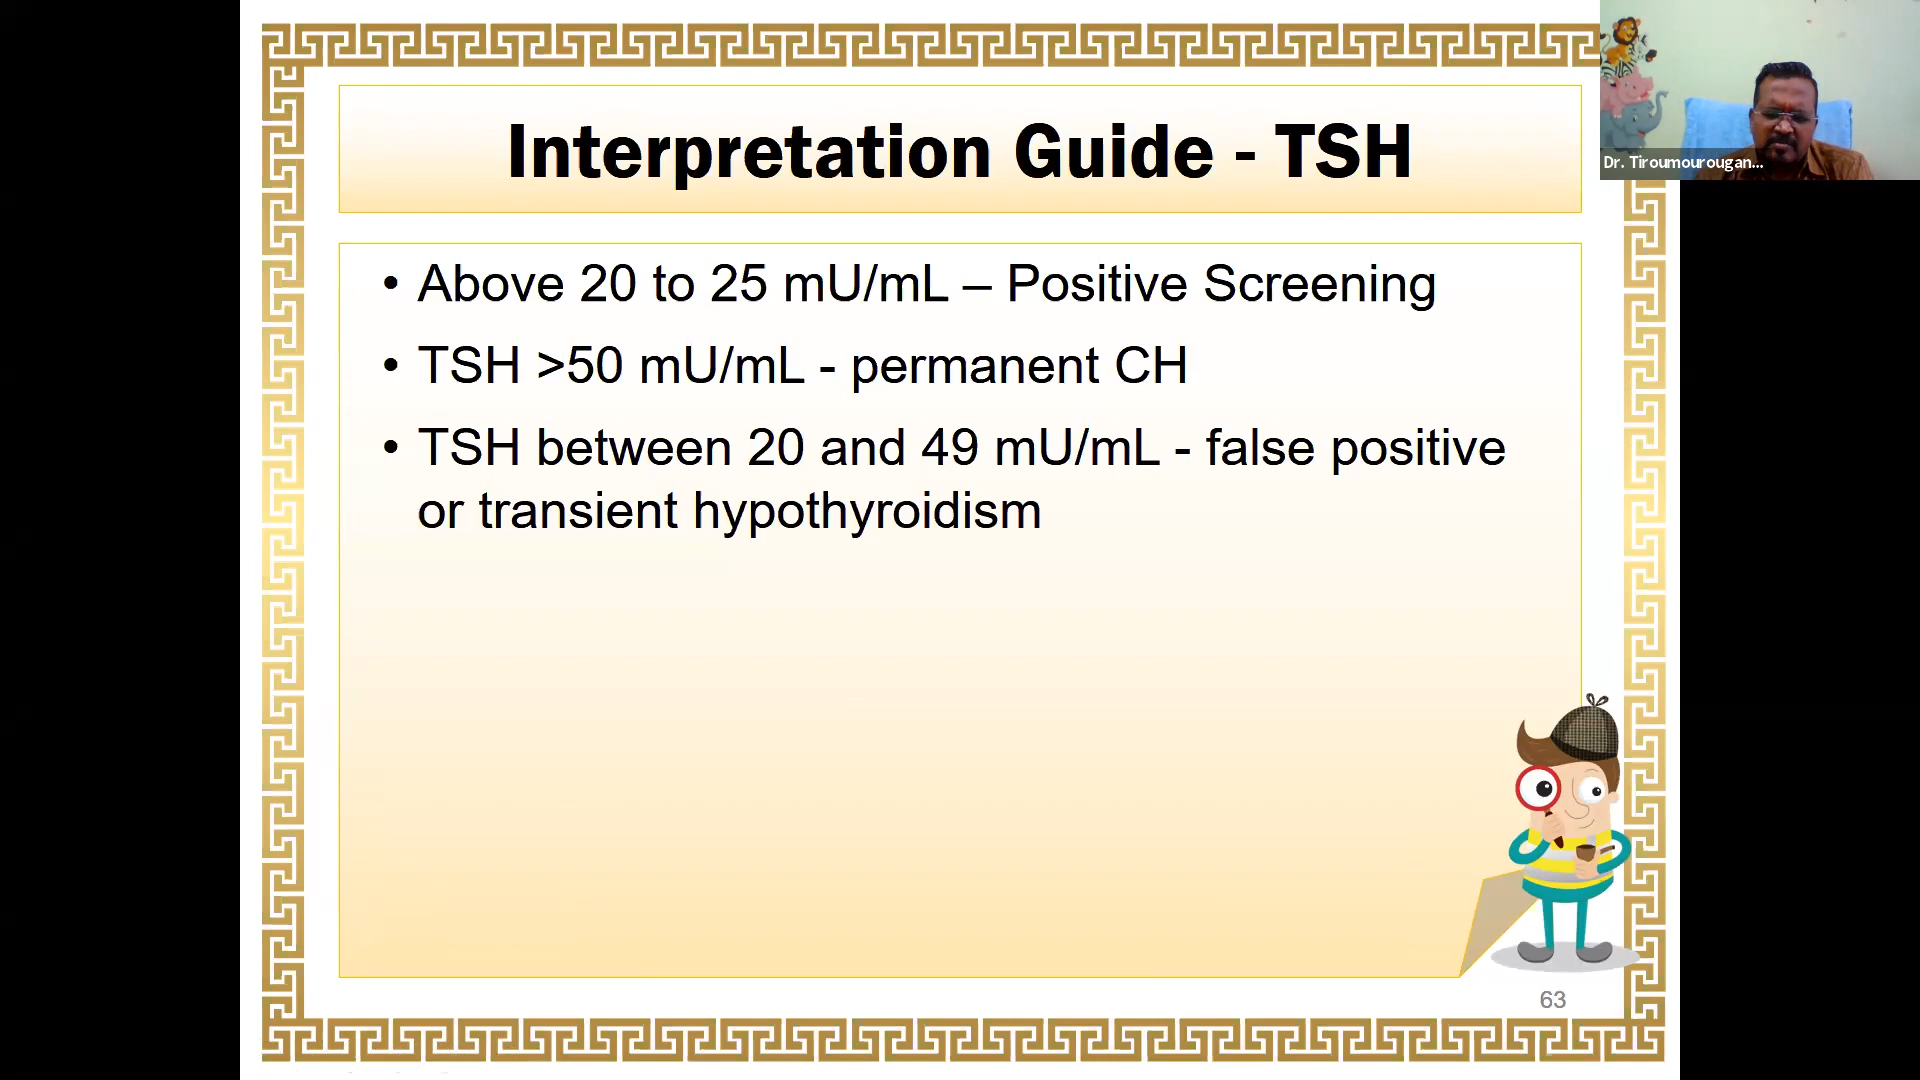 Interpretation Guide - TSH
• Above 20 to 25 mU/mL – Positive Screening
• TSH >50 mU/mL - permanent CH
• TSH between 20 and 49 mU/mL - false positive
or transient hypothyroidism
63
Dr. Tiroumourougan...